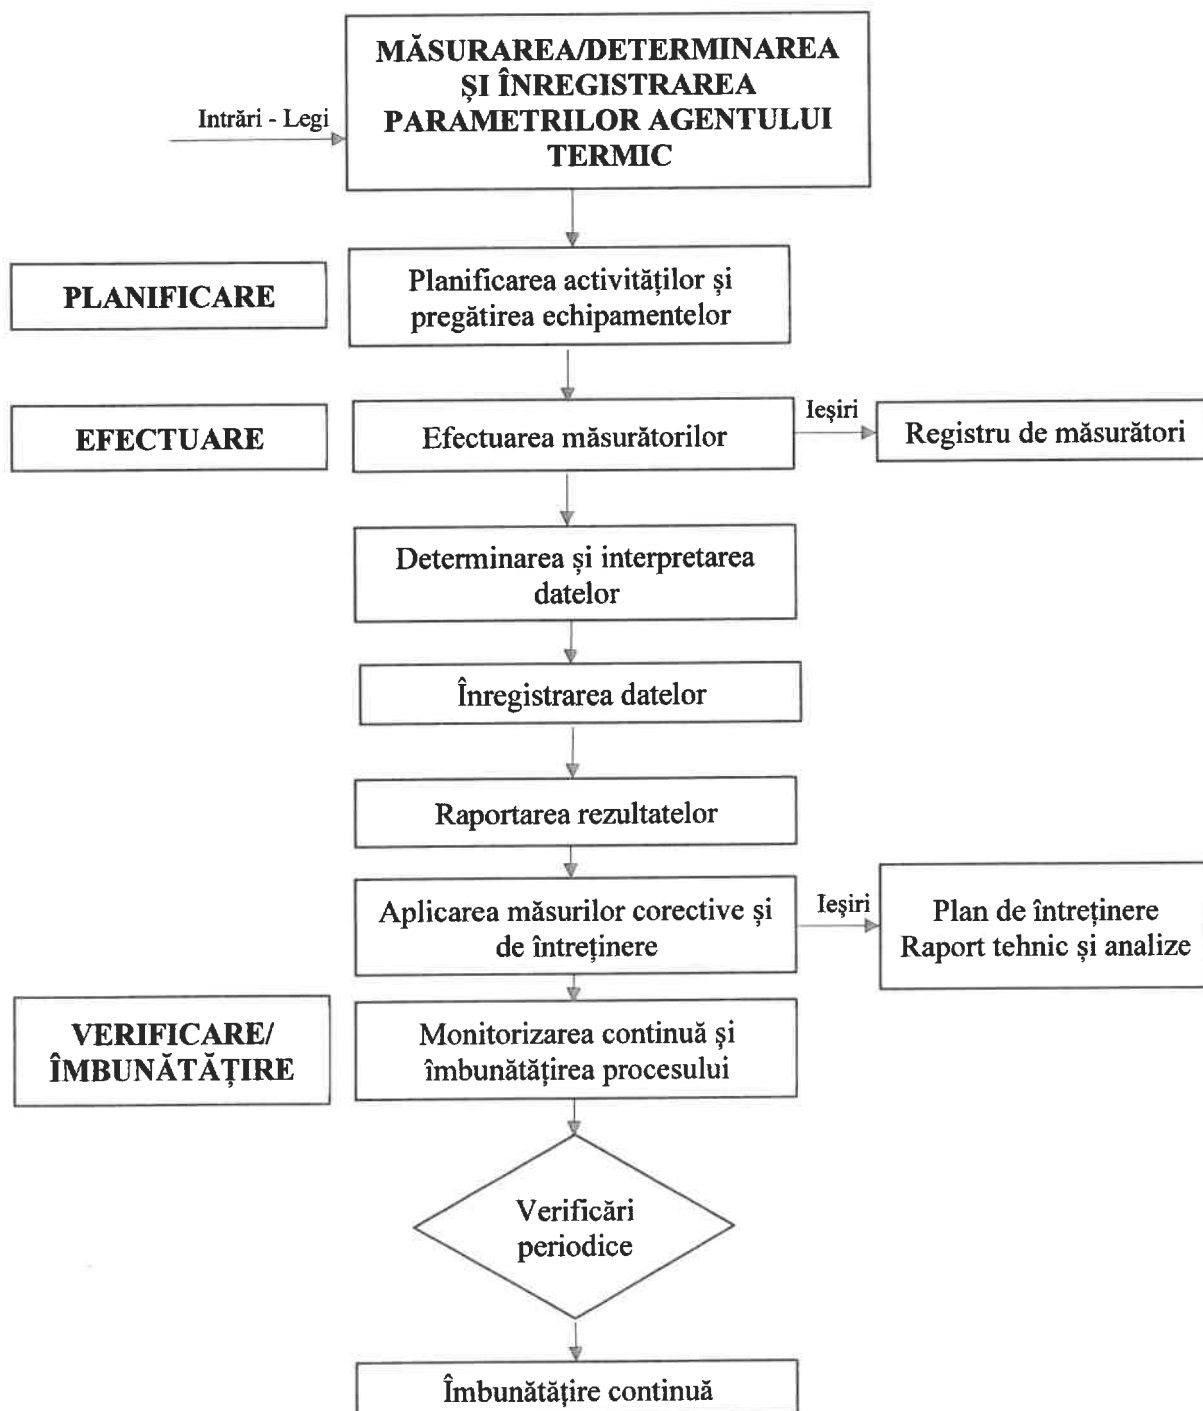 MĂSURAREA/DETERMINAREA
ȘI ÎNREGISTRAREA
PARAMETRILOR AGENTULUI
TERMIC
Intrări - Legi
PLANIFICARE
Planificarea activităților și
pregătirea echipamentelor
EFECTUARE
Efectuarea măsurătorilor
Ieșiri
Registru de măsurători
Determinarea și interpretarea
datelor
Înregistrarea datelor
Raportarea rezultatelor
Aplicarea măsurilor corective și
de întreținere
Ieșiri
Plan de întreținere
Raport tehnic și analize
VERIFICARE/
ÎMBUNĂTĂȚIRE
Monitorizarea continuă și
îmbunătățirea procesului
Verificări
periodice
Îmbunătățire continuă